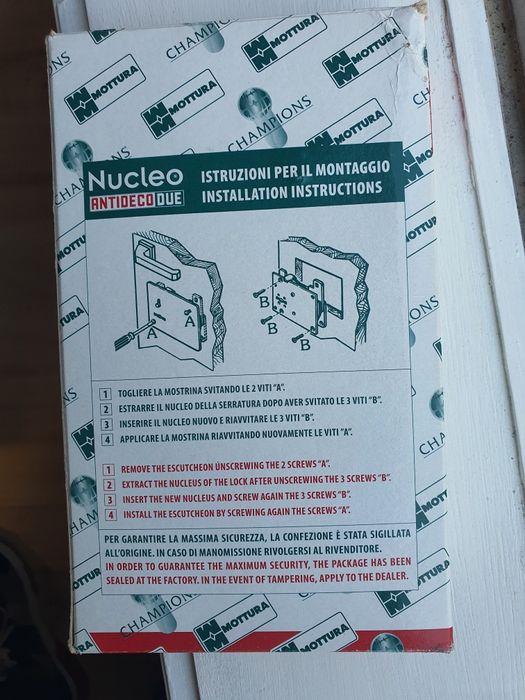 CHAMPIONS
MOTTURA
MOTTURA
CHAMPIONS
MOTTURA
Nucleo
ANTIDECO DUE
ISTRUZIONI PER IL MONTAGGIO
INSTALLATION INSTRUCTIONS
A
A
B
B
B
1 TOGLIERE LA MOSTRINA SVITANDO LE 2 VITI "A".
2 ESTRARRE IL NUCLEO DELLA SERRATURA DOPO AVER SVITATO LE 3 VITI "B".
3 INSERIRE IL NUCLEO NUOVO E RIAVVITARE LE 3 VITI "B".
4 APPLICARE LA MOSTRINA RIAVVITANDO NUOVAMENTE LE VITI "A".
1 REMOVE THE ESCUTCHEON UNSCREWING THE 2 SCREWS "A".
2 EXTRACT THE NUCLEUS OF THE LOCK AFTER UNSCREWING THE 3 SCREWS "B".
3 INSERT THE NEW NUCLEUS AND SCREW AGAIN THE 3 SCREWS "B".
4 INSTALL THE ESCUTCHEON BY SCREWING AGAIN THE SCREWS "A".
PER GARANTIRE LA MASSIMA SICUREZZA, LA CONFEZIONE È STATA SIGILLATA
ALL'ORIGINE. IN CASO DI MANOMISSIONE RIVOLGERSI AL RIVENDITORE.
IN ORDER TO GUARANTEE THE MAXIMUM SECURITY, THE PACKAGE HAS BEEN
SEALED AT THE FACTORY. IN THE EVENT OF TAMPERING, APPLY TO THE DEALER.
CHAMPIONS
MOTTURA